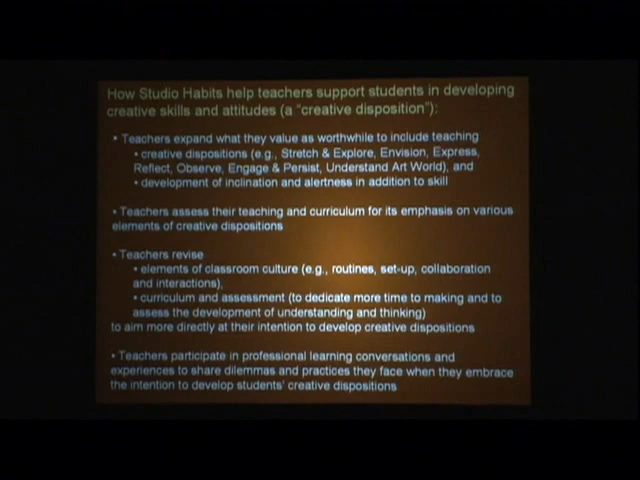 How Studio Habits help teachers support students in developing
creative skills and attitudes (a "creative disposition"):
• Teachers expand what they value as worthwhile to include teaching
• creative dispositions (e.g., Stretch & Explore, Envision, Express,
Reflect, Observe, Engage & Persist, Understand Art World), and
• development of inclination and alertness in addition to skill
• Teachers assess their teaching and curriculum for its emphasis on various
elements of creative dispositions
• Teachers revise
• elements of classroom culture (e.g., routines, set-up, collaboration
and interactions),
• curriculum and assessment (to dedicate more time to making and to
assess the development of understanding and thinking)
to aim more directly at their intention to develop creative dispositions
• Teachers participate in professional learning conversations and
experiences to share dilemmas and practices they face when they embrace
the intention to develop students' creative dispositions